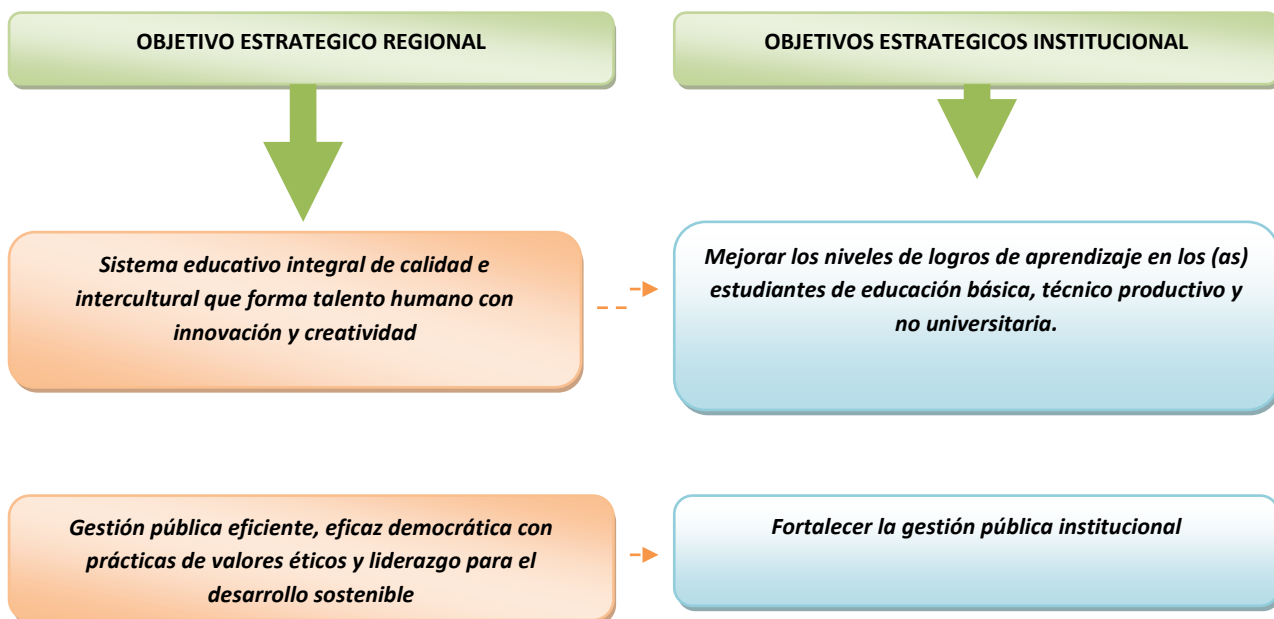 OBJETIVO ESTRATEGICO REGIONAL
OBJETIVOS ESTRATEGICOS INSTITUCIONAL
Sistema educativo integral de calidad e
intercultural que forma talento humano con
innovación y creatividad
Mejorar los niveles de logros de aprendizaje en los (as)
estudiantes de educación básica, técnico productivo y
no universitaria.
Gestión pública eficiente, eficaz democrática con
prácticas de valores éticos y liderazgo para el
desarrollo sostenible
Fortalecer la gestión pública institucional